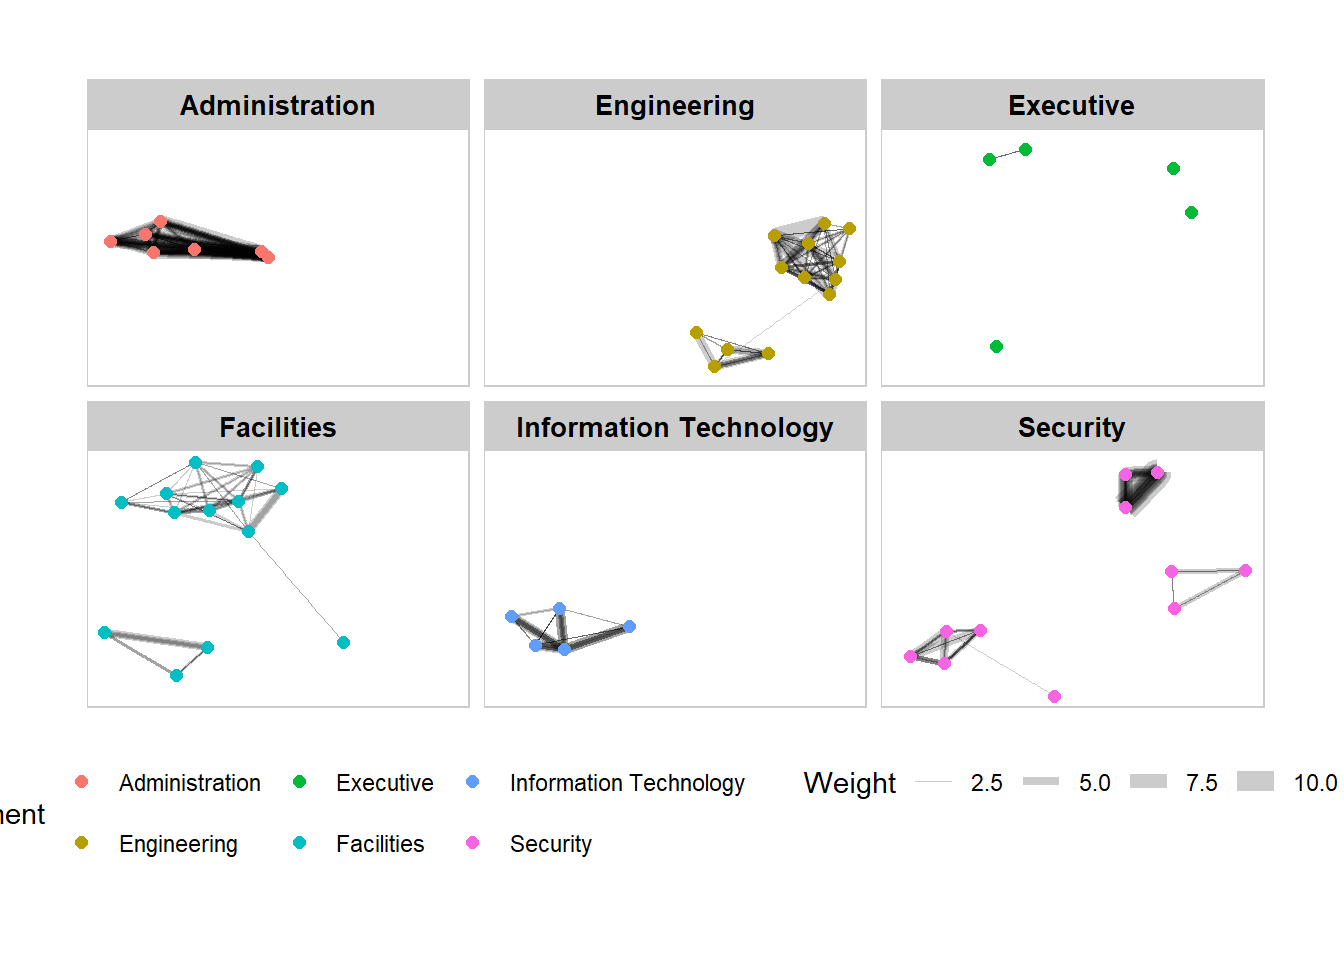 Administration
Engineering
Executive
Facilities
Information Technology
Security
Administration
Executive
Information Technology
Weight
2.5
5.0
7.5
10.0
Engineering
Facilities
Security